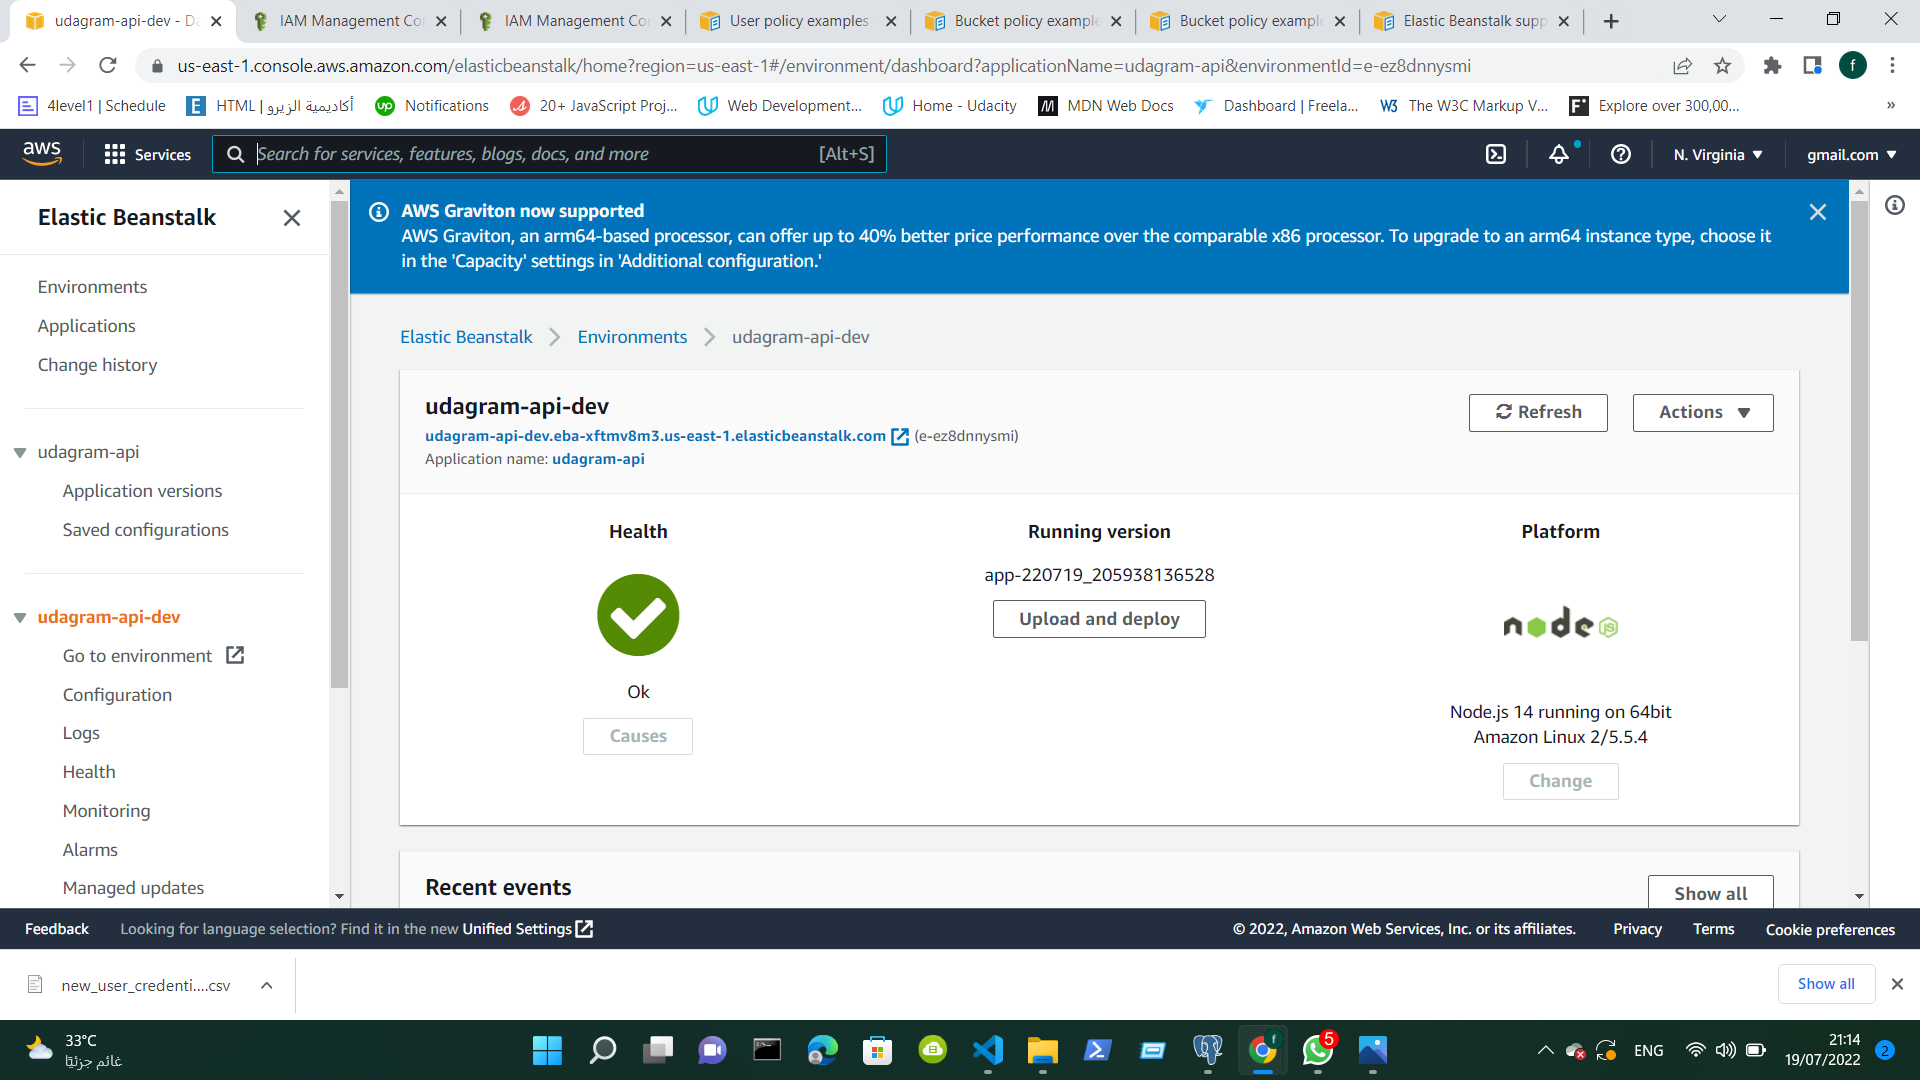 udagram-api-dev - Da
IAM Management Co
IAM Management Co
User policy examples
Bucket policy example
Bucket policy exampl
Elastic Beanstalk supp
us-east-1.console.aws.amazon.com/elasticbeanstalk/home?region=us-east-1#/environment/dashboard?applicationName=udagram-api&environmentId=e-ez8dnnysmi
f
4level1 | Schedule
E
HTML | أكاديمية الزيرو
up
Notifications
20+ JavaScript Proj...
Web Development...
Home - Udacity
M
MDN Web Docs
Dashboard | Freela...
W3
The W3C Markup V...
F
Explore over 300,00...
»
aws
Services
Search for services, features, blogs, docs, and more
[Alt+S]
N. Virginia
gmail.com
Elastic Beanstalk
Environments
Applications
Change history
udagram-api
Application versions
Saved configurations
udagram-api-dev
Go to environment
Configuration
Logs
Health
Monitoring
Alarms
Managed updates
AWS Graviton now supported
AWS Graviton, an arm64-based processor, can offer up to 40% better price performance over the comparable x86 processor. To upgrade to an arm64 instance type, choose it
in the 'Capacity' settings in 'Additional configuration.'
Elastic Beanstalk
Environments
udagram-api-dev
udagram-api-dev
udagram-api-dev.eba-xftmv8m3.us-east-1.elasticbeanstalk.com (e-ez8dnnysmi)
Application name: udagram-api
Refresh
Actions
Health
Ok
Causes
Running version
app-220719_205938136528
Upload and deploy
Platform
node JS
Node.js 14 running on 64bit
Amazon Linux 2/5.5.4
Change
Recent events
Show all
Feedback
Looking for language selection? Find it in the new Unified Settings
© 2022, Amazon Web Services, Inc. or its affiliates.
Privacy
Terms
Cookie preferences
new_user_credenti....csv
Show all
33°C
غائم جزئيًا
f
5
ENG
21:14
19/07/2022
2